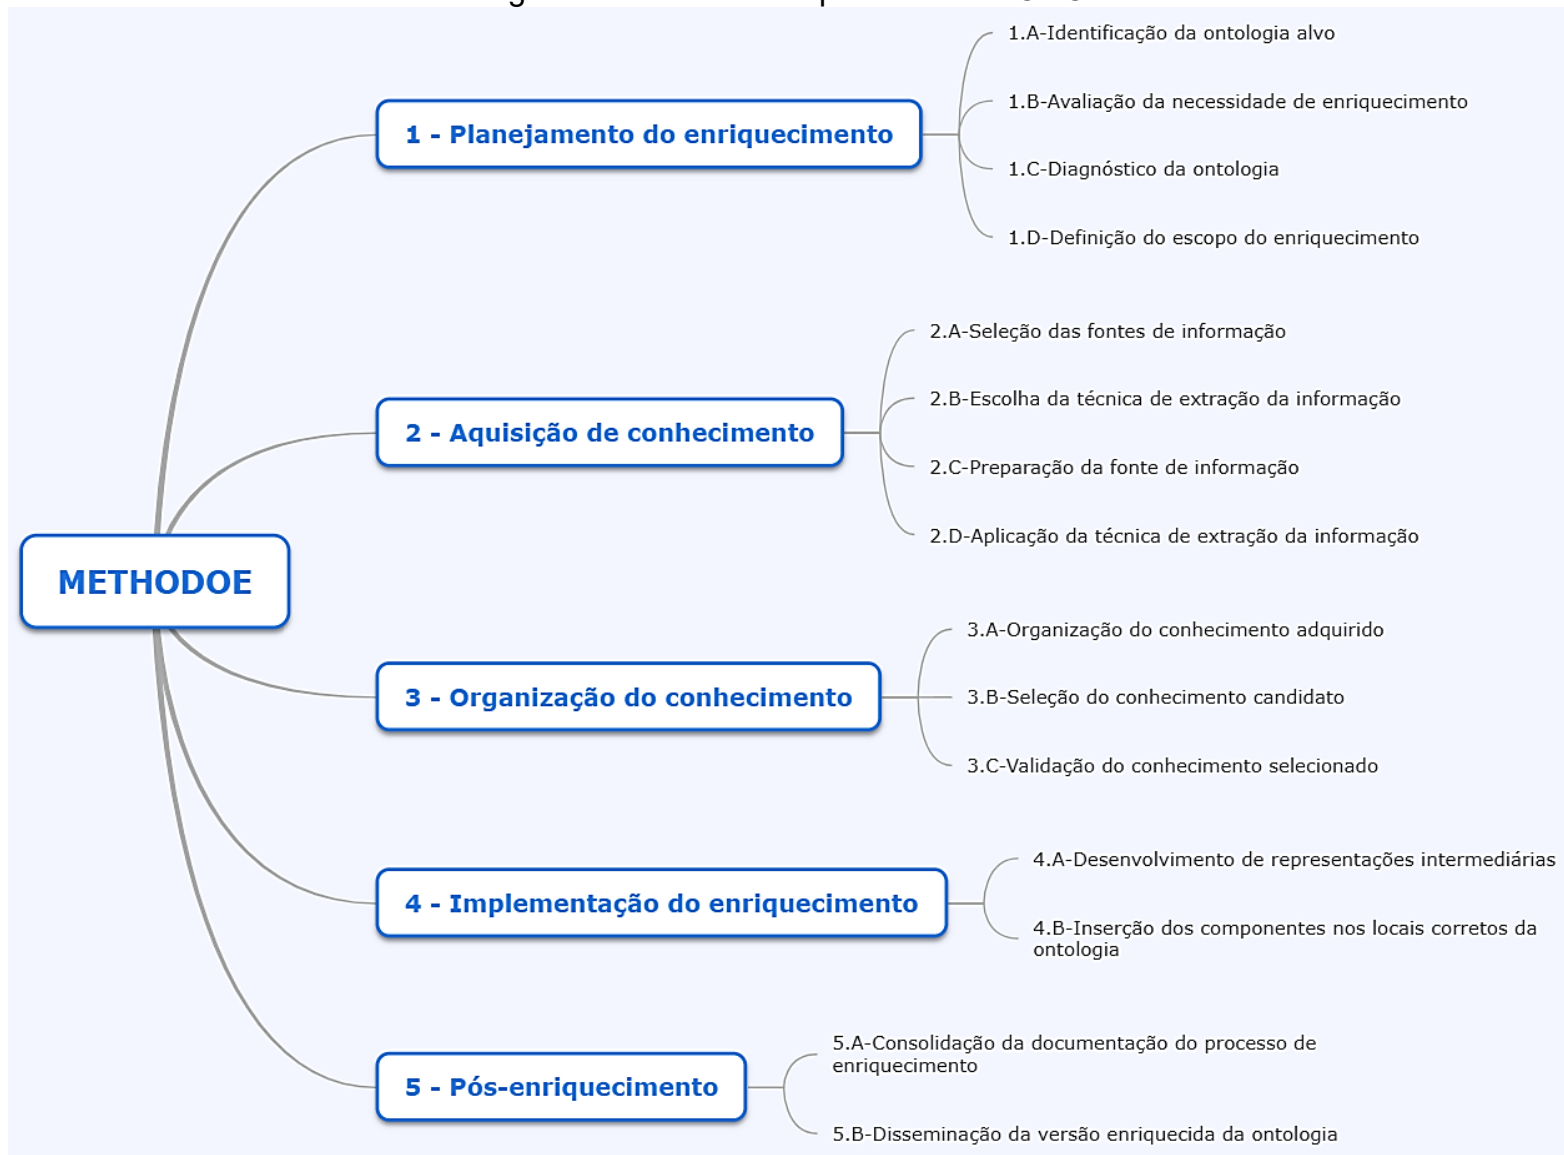 1.A-Identificação da ontologia alvo
1.B-Avaliação da necessidade de enriquecimento
1 - Planejamento do enriquecimento
1.C-Diagnóstico da ontologia
1.D-Definição do escopo do enriquecimento
2.A-Seleção das fontes de informação
2.B-Escolha da técnica de extração da informação
2 - Aquisição de conhecimento
2.C-Preparação da fonte de informação
2.D-Aplicação da técnica de extração da informação
METHODOE
3.A-Organização do conhecimento adquirido
3 - Organização do conhecimento
3.B-Seleção do conhecimento candidato
3.C-Validação do conhecimento selecionado
4.A-Desenvolvimento de representações intermediárias
4 - Implementação do enriquecimento
4.B-Inserção dos componentes nos locais corretos da
ontologia
5.A-Consolidação da documentação do processo de
enriquecimento
5 - Pós-enriquecimento
5.B-Disseminação da versão enriquecida da ontologia